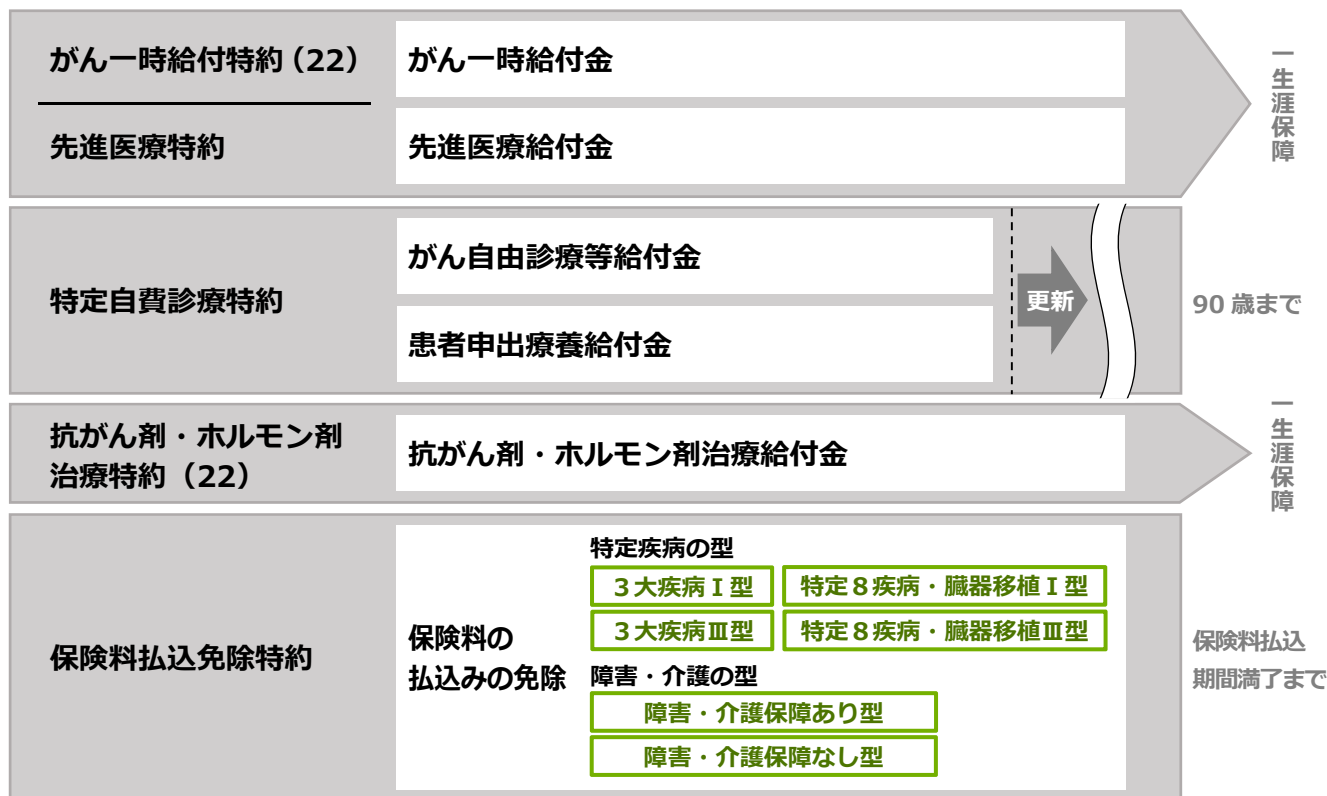 がん一時給付特約（22）
がん一時給付金
先進医療特約
先進医療給付金
一生涯保障
特定自費診療特約
がん自由診療等給付金
患者申出療養給付金
更新
90 歳まで
抗がん剤・ホルモン剤
治療特約（22）
抗がん剤・ホルモン剤治療給付金
一生涯保障
保険料払込免除特約
保険料の
払込みの免除
特定疾病の型
３大疾病Ⅰ型
特定８疾病・臓器移植Ⅰ型
３大疾病Ⅲ型
特定８疾病・臓器移植Ⅲ型
障害・介護の型
障害・介護保障あり型
障害・介護保障なし型
保険料払込
期間満了まで